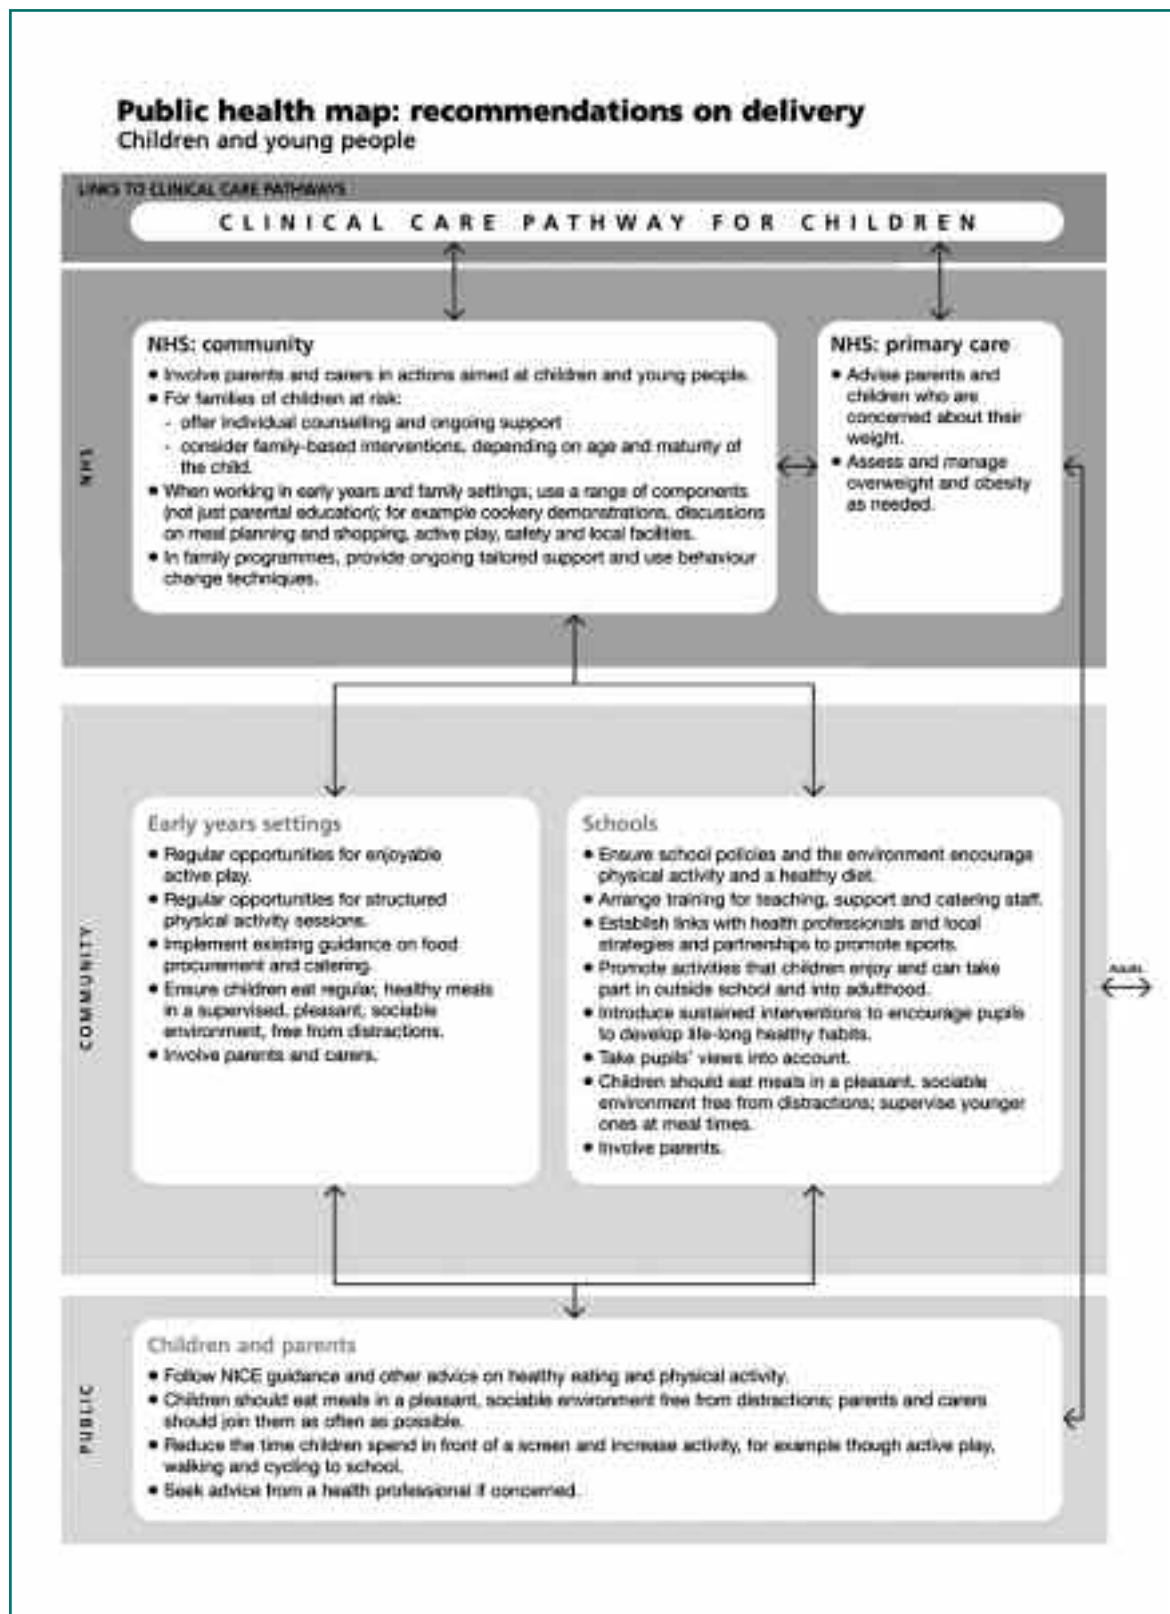 Public health map: recommendations on delivery
Children and young people
LINKS TO CLINICAL CARE PATHWAYS
CLINICAL CARE PATHWAY FOR CHILDREN
NHS
NHS: community
• Involve parents and carers in actions aimed at children and young people.
• For families of children at risk:
- offer individual counselling and ongoing support
- consider family-based interventions, depending on age and maturity of
the child.
• When working in early years and family settings, use a range of components
(not just parental education); for example cookery demonstrations, discussions
on meal planning and shopping, active play, safety and local facilities.
• In family programmes, provide ongoing tailored support and use behaviour
change techniques.
NHS: primary care
• Advise parents and
children who are
concerned about their
weight.
• Assess and manage
overweight and obesity
as needed.
COMMUNITY
Early years settings
• Regular opportunities for enjoyable
active play.
• Regular opportunities for structured
physical activity sessions.
• Implement existing guidance on food
procurement and catering.
• Ensure children eat regular, healthy meals
in a supervised, pleasant, sociable
environment, free from distractions.
• Involve parents and carers.
Schools
• Ensure school policies and the environment encourage
physical activity and a healthy diet.
• Arrange training for teaching, support and catering staff.
• Establish links with health professionals and local
strategies and partnerships to promote sports.
• Promote activities that children enjoy and can take
part in outside school and into adulthood.
• Introduce sustained interventions to encourage pupils
to develop life-long healthy habits.
• Take pupils' views into account.
• Children should eat meals in a pleasant, sociable
environment free from distractions; supervise younger
ones at meal times.
• Involve parents.
PUBLIC
Children and parents
• Follow NICE guidance and other advice on healthy eating and physical activity.
• Children should eat meals in a pleasant, sociable environment free from distractions; parents and carers
should join them as often as possible.
• Reduce the time children spend in front of a screen and increase activity, for example though active play,
walking and cycling to school.
• Seek advice from a health professional if concerned.